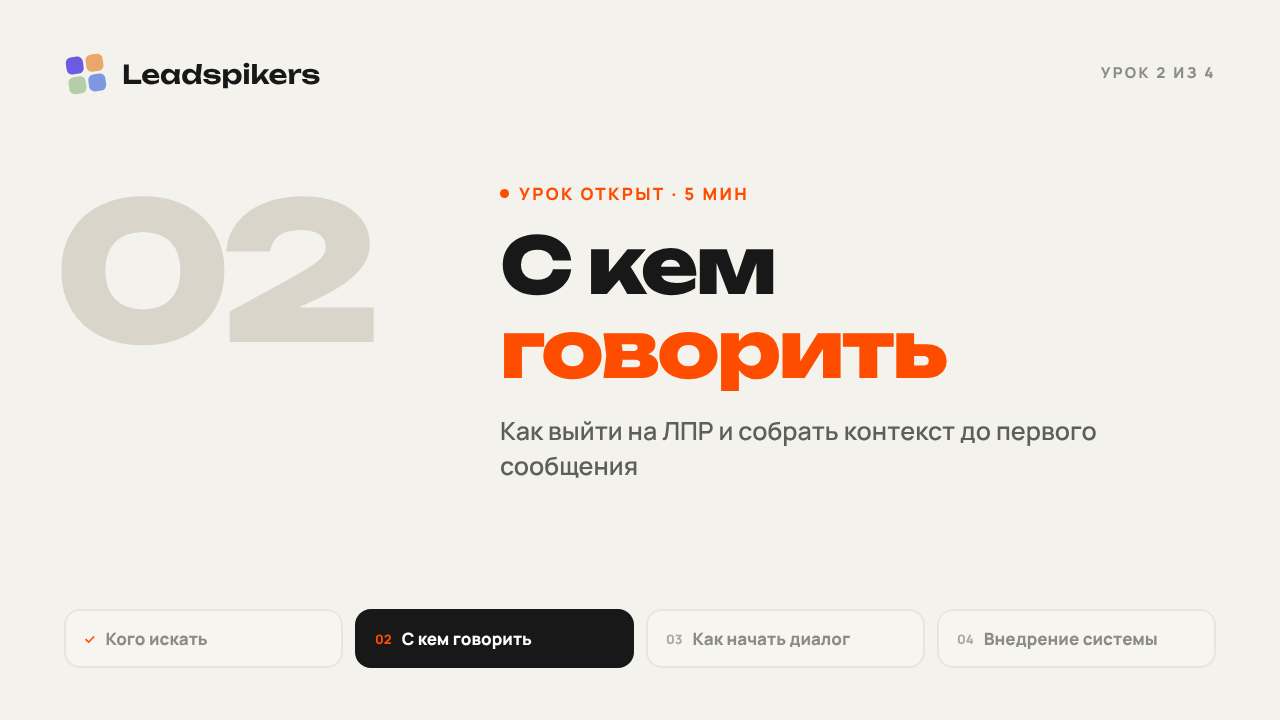 Leadspikers
УРОК 2 ИЗ 4
02
УРОК ОТКРЫТ · 5 МИН
С кем
говорить
Как выйти на ЛПР и собрать контекст до первого
сообщения
✓ Кого искать
02 С кем говорить
03 Как начать диалог
04 Внедрение системы